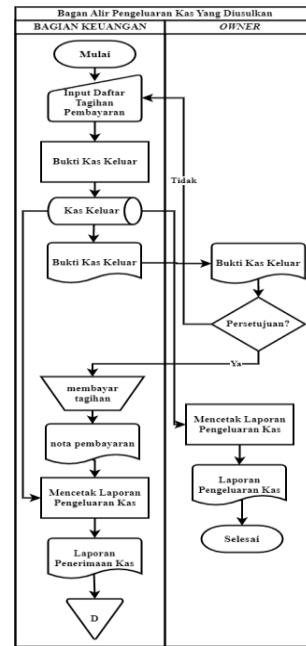 Bagan Alir Pengeluaran Kas Yang Diusulkan
BAGIAN KEUANGAN
OWNER
Mulai
Input Daftar
Tagihan
Pembayaran
Bukti Kas Keluar
Tidak
Kas Keluar
Bukti Kas Keluar
Bukti Kas Keluar
Persetujuan?
Ya
membayar
tagihan
nota pembayaran
Mencetak Laporan
Pengeluaran Kas
Mencetak Laporan
Pengeluaran Kas
Laporan
Pengeluaran Kas
Laporan
Penerimaan Kas
Selesai
D